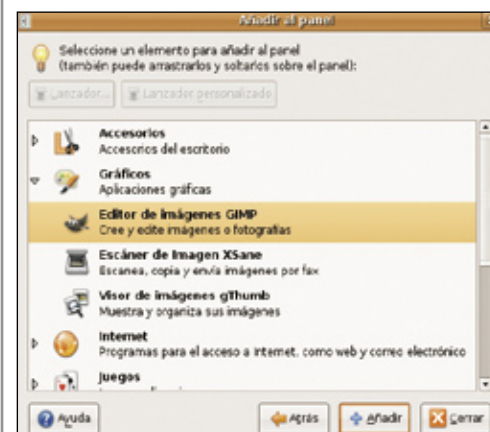 Añadir al panel
Seleccione un elemento para añadir al panel
(también puede arrastrarlos y soltarlos sobre el panel):
Lanzador...
Lanzador personalizado
Accesorios
Accesorios del escritorio
Gráficos
Aplicaciones gráficas
Editor de imágenes GIMP
Cree y edite imágenes o fotografías
Escáner de Imagen XSane
Escanea, copia y envía imágenes por fax
Visor de imágenes gThumb
Muestra y organiza sus imágenes
Internet
Programas para el acceso a Internet, como web y correo electrónico
Juegos
Ayuda
Atrás
Añadir
Cerrar